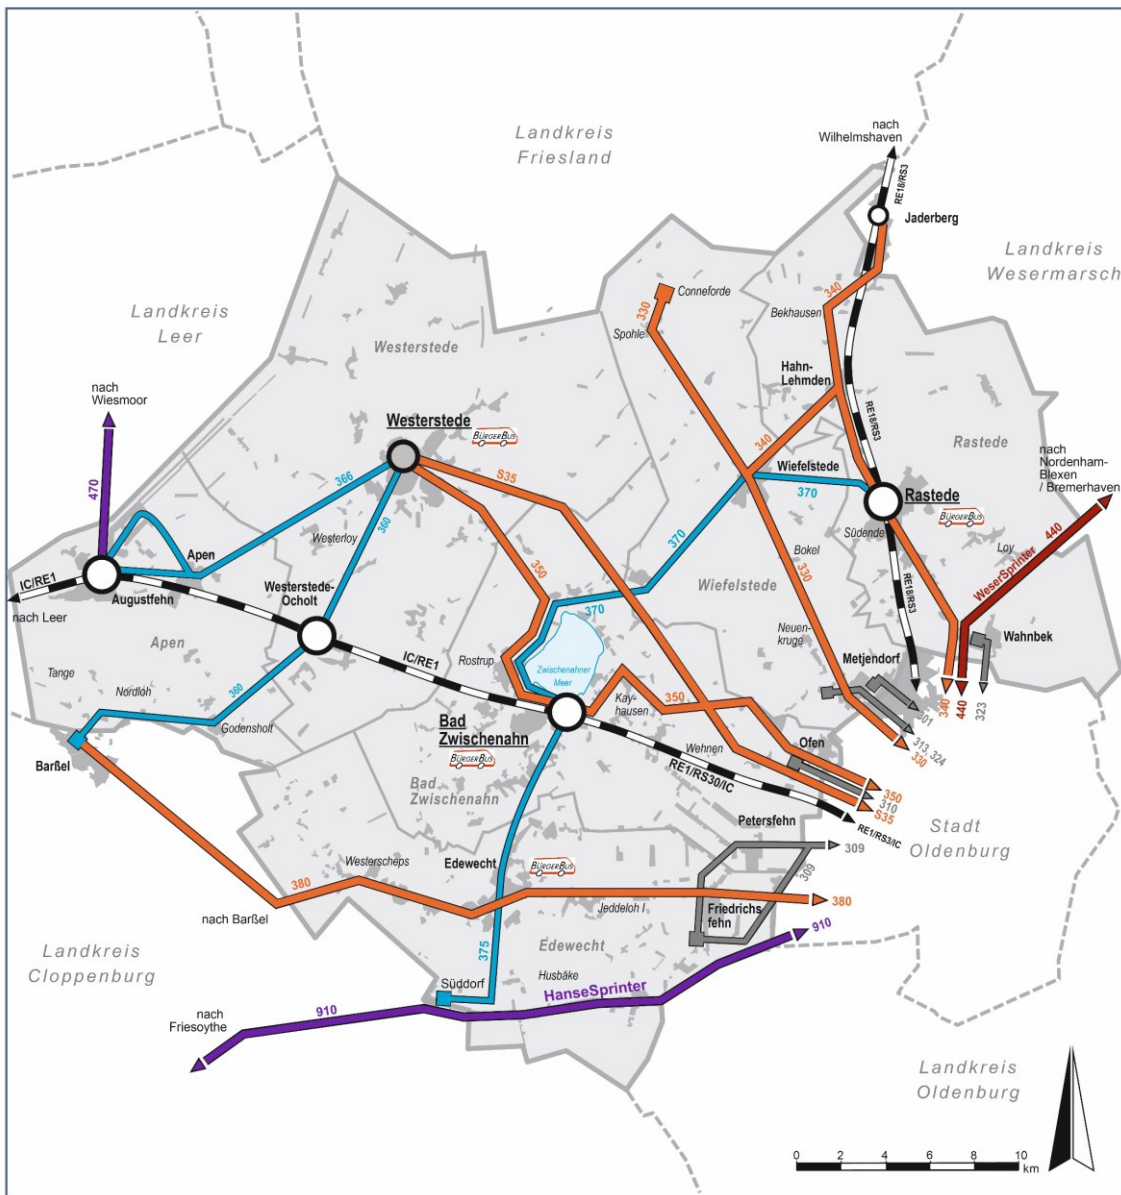 Landkreis
Friesland
nach
Wilhelmshaven
RE18/RS3
Jaderberg
Landkreis
Wesermarsch
Conneforde
330
Spohle
340
Bekhausen
Landkreis
Leer
Westerstede
Hahn-
Lehmden
RE18/RS3
nach
Wiesmoor
Westerstede
BÜRGERBUS
340
Rastede
nach
Nordenham-
Blexen
/ Bremerhaven
470
366
S35
Wiefelstede
370
Rastede
BÜRGERBUS
440
360
Westerloy
370
Südende
Loy
WeserSprinter
Apen
IC/RE1
nach Leer
Augustfehn
Westerstede-
Ocholt
350
370
Bokel
330
Wiefelstede
RE18/RS3
Apen
IC/RE1
Rostrup
Zwischenahner
Meer
Neuen-
kruge
Metjendorf
Wahnbek
Tange
Nordloh
360
Godensholt
Kay-
hausen
350
301
340
440
323
313, 324
330
Barßel
Bad
Zwischenahn
BÜRGERBUS
Bad
Zwischenahn
Wehnen
Ofen
RE1/RS30/IC
350
310
S35
RE1/RS3/IC
Petersfehn
Stadt
Oldenburg
Westerscheps
Edewecht
BÜRGERBUS
309
309
380
nach Barßel
Jeddeloh I
Friedrichs
fehn
380
Landkreis
Cloppenburg
375
Edewecht
910
Süddorf
Husbäke
HanseSprinter
nach
Friesoythe
910
Landkreis
Oldenburg
0 2 4 6 8 10
km